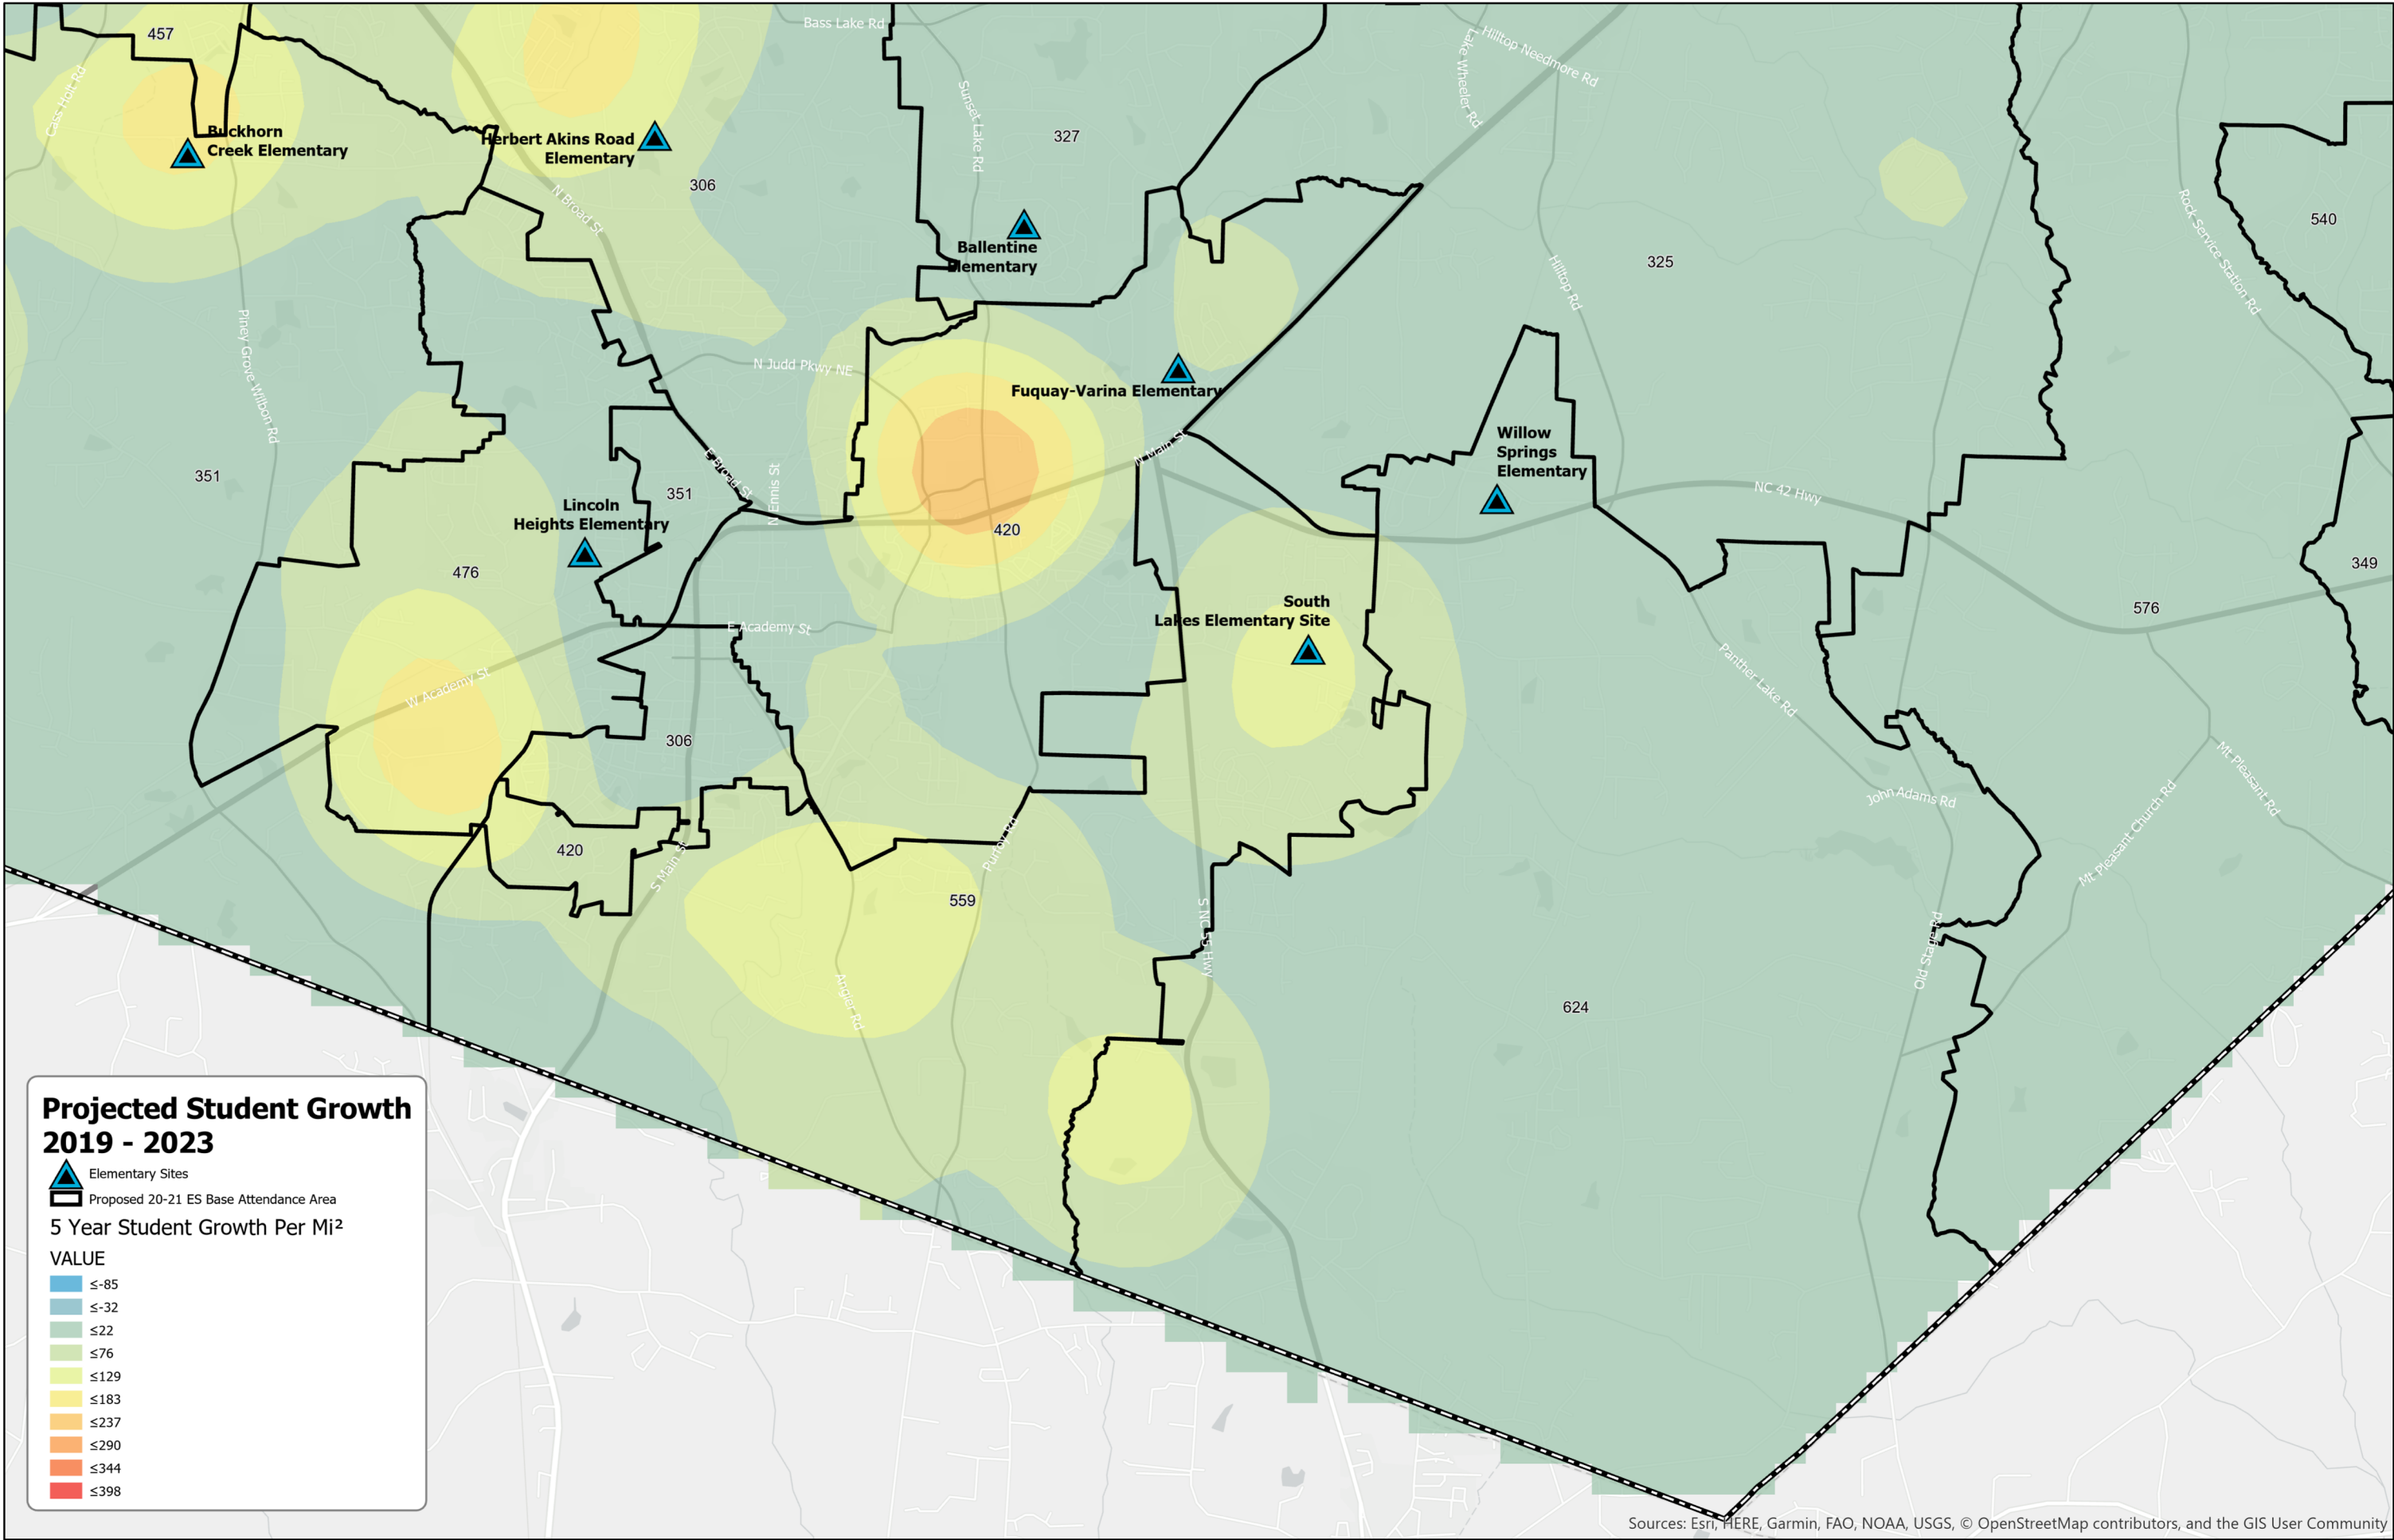 Bass Lake Rd
Hilltop Needmore Rd
Lake Wheeler Rd
457
Cass Holt Rd
Sunset Lake Rd
Buckhorn
Creek Elementary
Herbert Akins Road
Elementary
327
306
N Broad St
540
Rock Service Station Rd
Ballentine
Elementary
325
Hilltop Rd
Piney Grove Wilbon Rd
N Judd Pkwy NE
Fuquay-Varina Elementary
Willow
Springs
Elementary
N Main St
E Broad St
N Ennis St
351
351
NC 42 Hwy
Lincoln
Heights Elementary
420
476
349
South
Lakes Elementary Site
576
E Academy St
W Academy St
Panther Lake Rd
306
Mt Pleasant Rd
John Adams Rd
Mt Pleasant Church Rd
420
S Main St
Purfoy Rd
559
S NC 55 Hwy
Old Stage Rd
Angier Rd
624
Projected Student Growth
2019 - 2023
Elementary Sites
Proposed 20-21 ES Base Attendance Area
5 Year Student Growth Per Mi²
VALUE
≤-85
≤-32
≤22
≤76
≤129
≤183
≤237
≤290
≤344
≤398
Sources: Esri, HERE, Garmin, FAO, NOAA, USGS, © OpenStreetMap contributors, and the GIS User Community